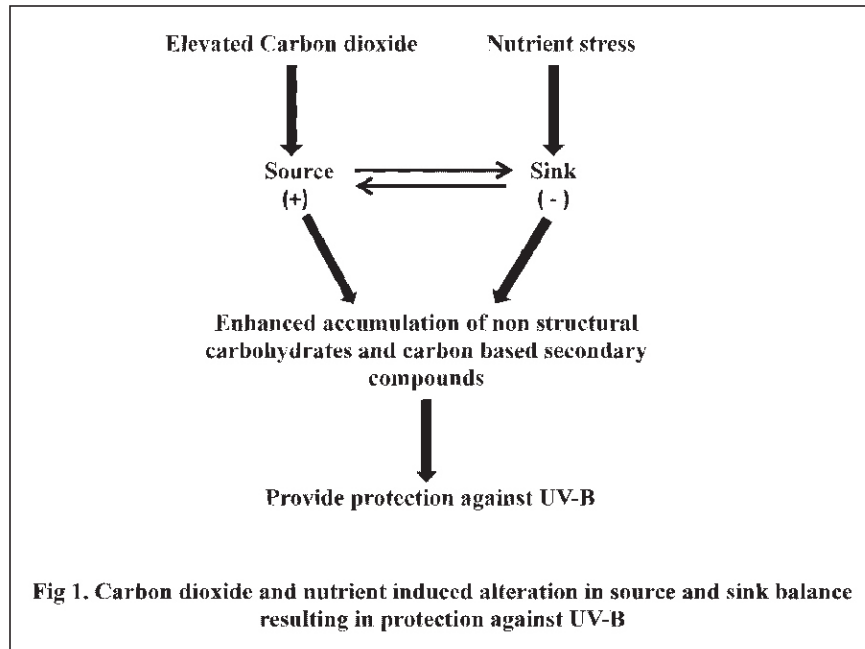 Elevated Carbon dioxide
Nutrient stress
Source
(+)
Sink
( - )
Enhanced accumulation of non structural
carbohydrates and carbon based secondary
compounds
Provide protection against UV-B
Fig 1. Carbon dioxide and nutrient induced alteration in source and sink balance
resulting in protection against UV-B